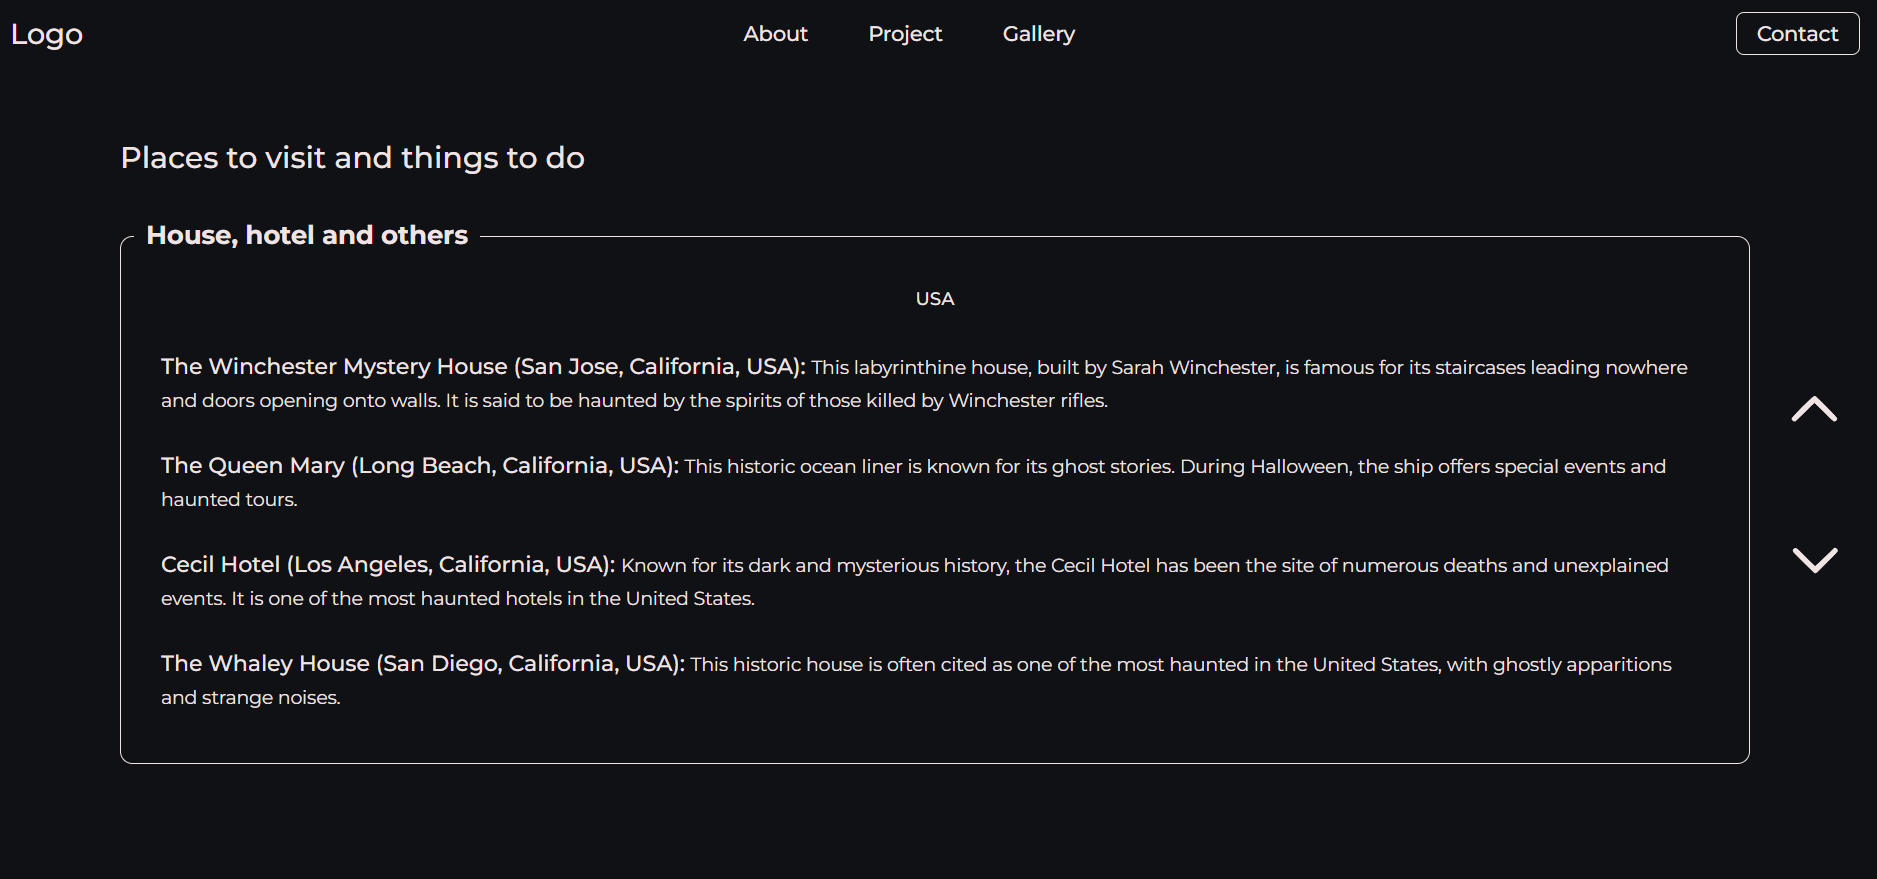 Logo
About
Project
Gallery
Contact
Places to visit and things to do
House, hotel and others
USA
The Winchester Mystery House (San Jose, California, USA): This labyrinthine house, built by Sarah Winchester, is famous for its staircases leading nowhere
and doors opening onto walls. It is said to be haunted by the spirits of those killed by Winchester rifles.
The Queen Mary (Long Beach, California, USA): This historic ocean liner is known for its ghost stories. During Halloween, the ship offers special events and
haunted tours.
Cecil Hotel (Los Angeles, California, USA): Known for its dark and mysterious history, the Cecil Hotel has been the site of numerous deaths and unexplained
events. It is one of the most haunted hotels in the United States.
The Whaley House (San Diego, California, USA): This historic house is often cited as one of the most haunted in the United States, with ghostly apparitions
and strange noises.